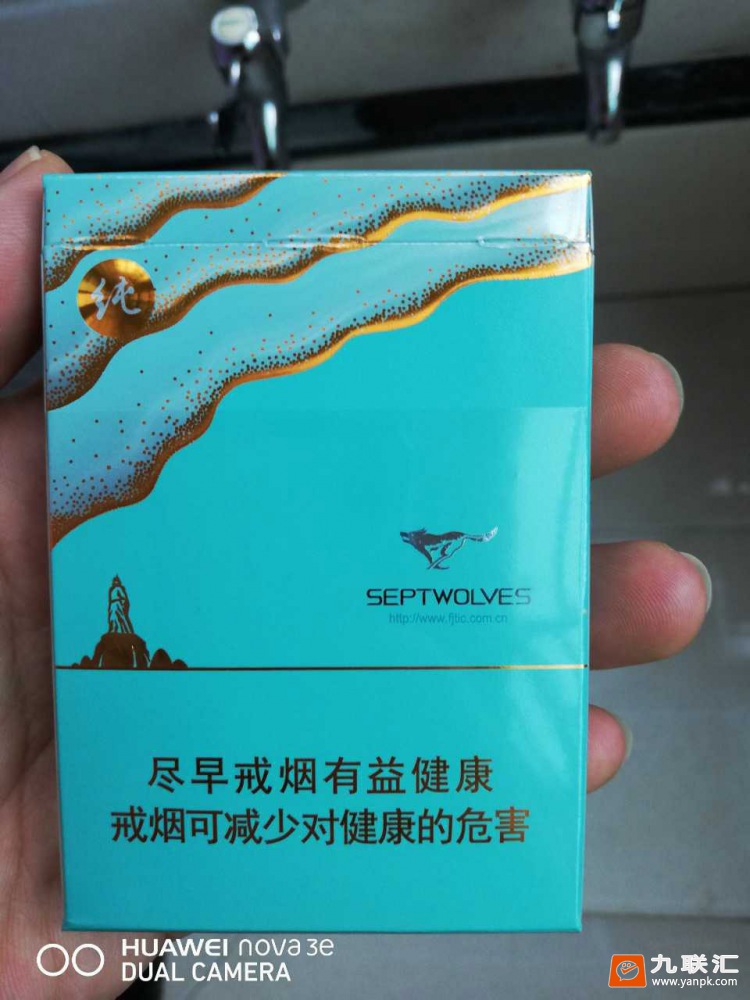 纯
SEPTWOLVES
http://www.fjtic.com.cn
尽早戒烟有益健康
戒烟可减少对健康的危害
HUAWEI nova 3e
DUAL CAMERA
九联汇
www.yanpk.com